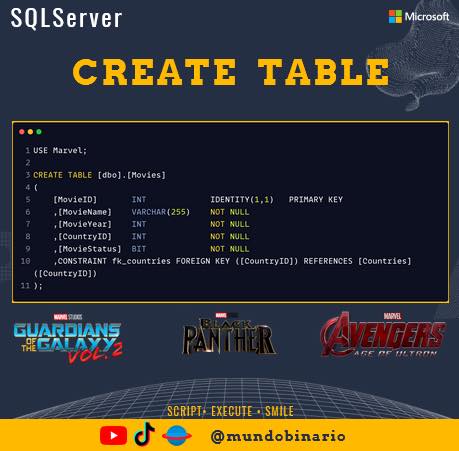 SQLServer
Microsoft
CREATE TABLE
1 USE Marvel;
2
3 CREATE TABLE [dbo].[Movies]
4 (
5 [MovieID] INT IDENTITY(1,1) PRIMARY KEY
6 ,[MovieName] VARCHAR(255) NOT NULL
7 ,[MovieYear] INT NOT NULL
8 ,[CountryID] INT NOT NULL
9 ,[MovieStatus] BIT NOT NULL
10 ,CONSTRAINT fk_countries FOREIGN KEY ([CountryID]) REFERENCES [Countries]
([CountryID])
11 );
MARVEL STUDIOS
GUARDIANS
OF THE GALAXY
VOL. 2
MARVEL
BLACK
PANTHER
MARVEL
AVENGERS
AGE OF ULTRON
SCRIPT• EXECUTE • SMILE
@mundobinario